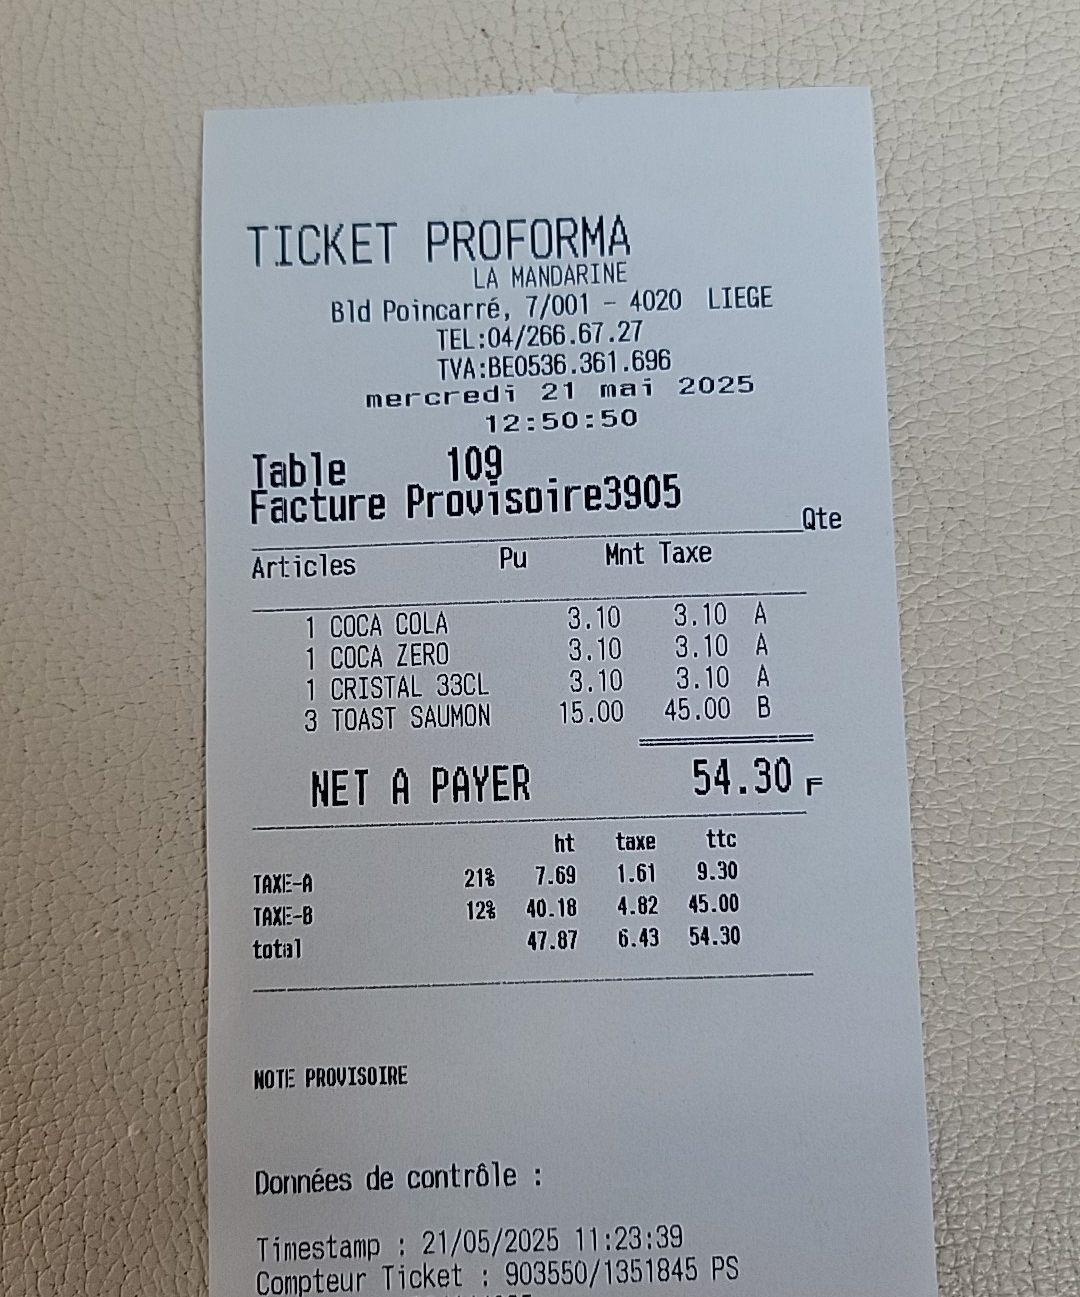 TICKET PROFORMA
LA MANDARINE
Bld Poincarré, 7/001 - 4020 LIEGE
TEL:04/266.67.27
TVA:BE0536.361.696
mercredi 21 mai 2025
12:50:50
Table 109
Facture Provisoire3905
Qte
Articles Pu Mnt Taxe
1 COCA COLA 3.10 3.10 A
1 COCA ZERO 3.10 3.10 A
1 CRISTAL 33CL 3.10 3.10 A
3 TOAST SAUMON 15.00 45.00 B
NET A PAYER 54.30 F
ht taxe ttc
TAXE-A 21% 7.69 1.61 9.30
TAXE-B 12% 40.18 4.82 45.00
total 47.87 6.43 54.30
NOTE PROVISOIRE
Données de contrôle :
Timestamp : 21/05/2025 11:23:39
Compteur Ticket : 903550/1351845 PS